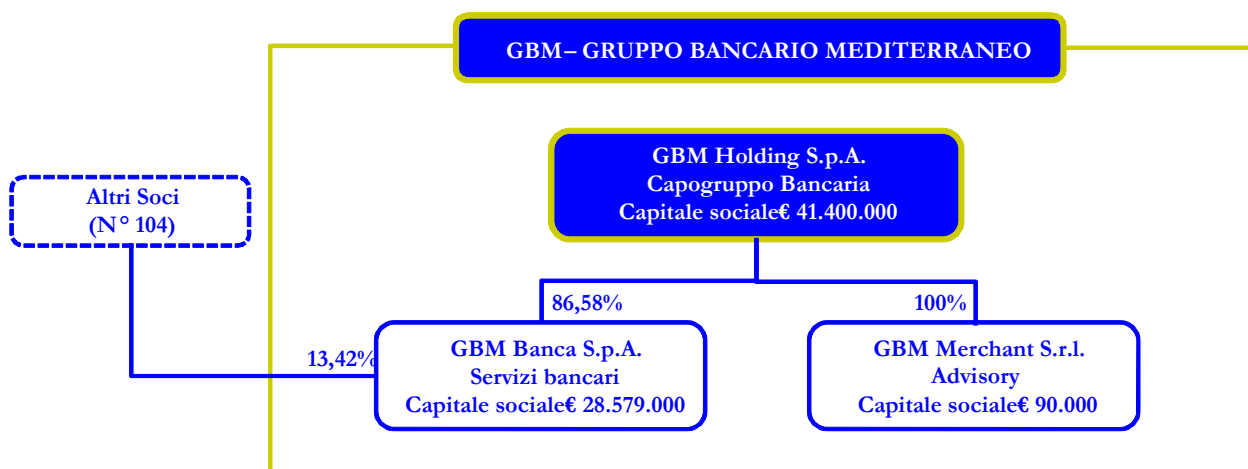 GBM– GRUPPO BANCARIO MEDITERRANEO
GBM Holding S.p.A.
Capogruppo Bancaria
Capitale sociale€ 41.400.000
Altri Soci
(N° 104)
86,58%
100%
13,42%
GBM Banca S.p.A.
Servizi bancari
Capitale sociale€ 28.579.000
GBM Merchant S.r.l.
Advisory
Capitale sociale€ 90.000